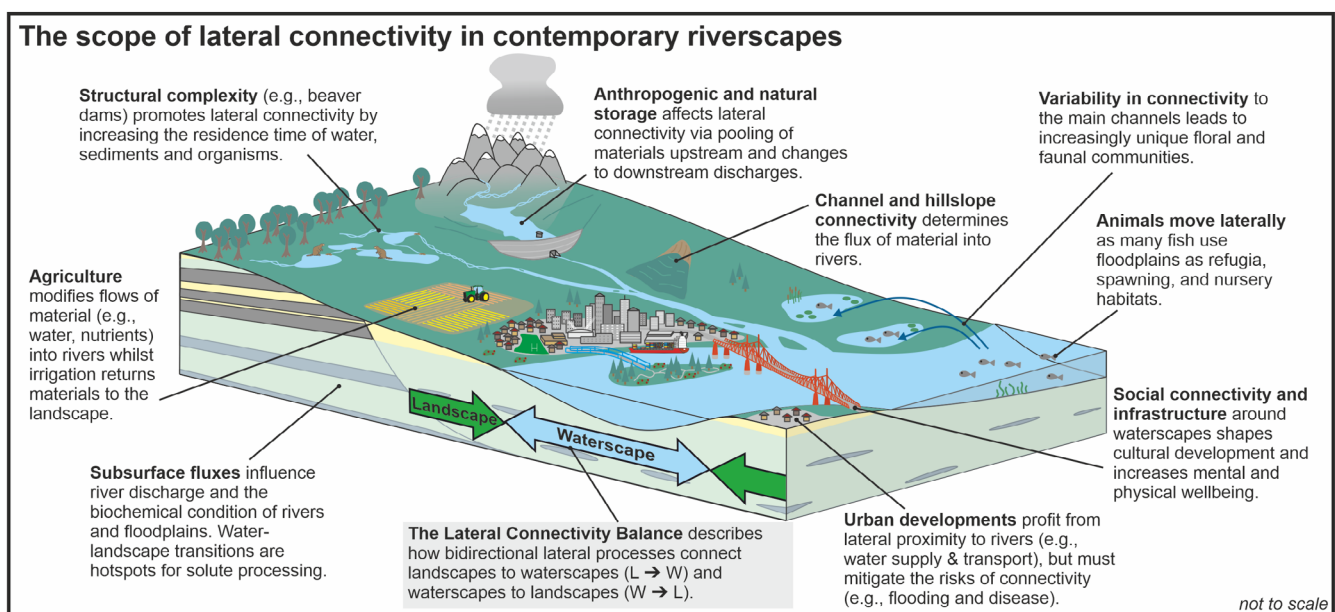 The scope of lateral connectivity in contemporary riverscapes
Structural complexity (e.g., beaver
dams) promotes lateral connectivity by
increasing the residence time of water,
sediments and organisms.
Anthropogenic and natural
storage affects lateral
connectivity via pooling of
materials upstream and changes
to downstream discharges.
Variability in connectivity to
the main channels leads to
increasingly unique floral and
faunal communities.
Channel and hillslope
connectivity determines
the flux of material into
rivers.
Animals move laterally
as many fish use
floodplains as refugia,
spawning, and nursery
habitats.
Agriculture
modifies flows of
material (e.g.,
water, nutrients)
into rivers whilst
irrigation returns
materials to the
landscape.
H
Landscape
Waterscape
Social connectivity and
infrastructure around
waterscapes shapes
cultural development and
increases mental and
physical wellbeing.
Subsurface fluxes influence
river discharge and the
biochemical condition of rivers
and floodplains. Water-
landscape transitions are
hotspots for solute processing.
The Lateral Connectivity Balance describes
how bidirectional lateral processes connect
landscapes to waterscapes (L ➔ W) and
waterscapes to landscapes (W ➔ L).
Urban developments profit from
lateral proximity to rivers (e.g.,
water supply & transport), but must
mitigate the risks of connectivity
(e.g., flooding and disease).
not to scale